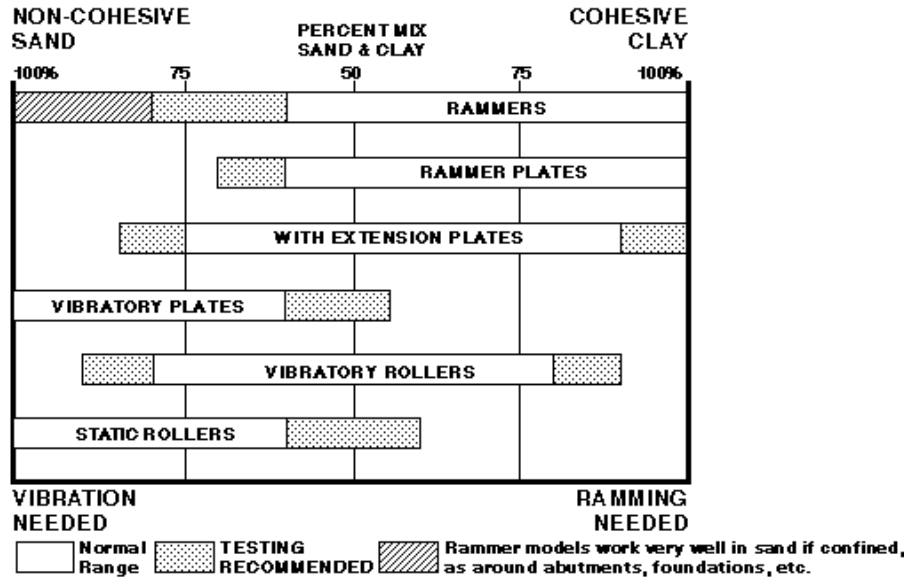 NON-COHESIVE
SAND
PERCENT MIX
SAND & CLAY
COHESIVE
CLAY
100% 75 50 75 100%
RAMMERS
RAMMER PLATES
WITH EXTENSION PLATES
VIBRATORY PLATES
VIBRATORY ROLLERS
STATIC ROLLERS
VIBRATION
NEEDED
RAMMING
NEEDED
Normal
Range
TESTING
RECOMMENDED
Rammer models work very well in sand if confined,
as around abutments, foundations, etc.